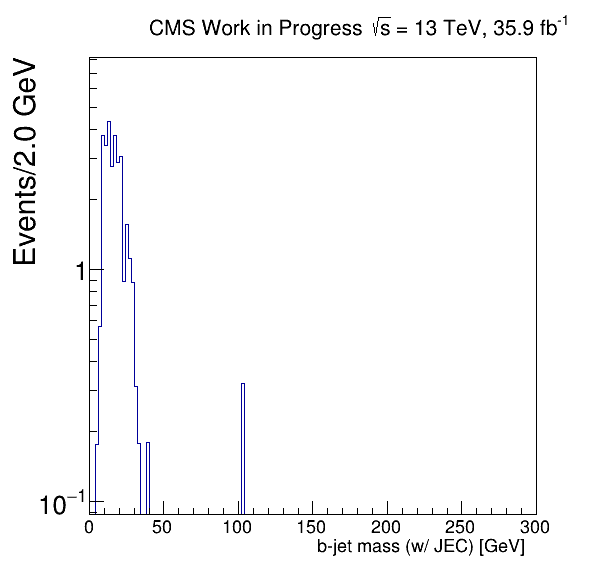 CMS Work in Progress √s = 13 TeV, 35.9 fb⁻¹
Events/2.0 GeV
1
10⁻¹
0 50 100 150 200 250 300
b-jet mass (w/ JEC) [GeV]